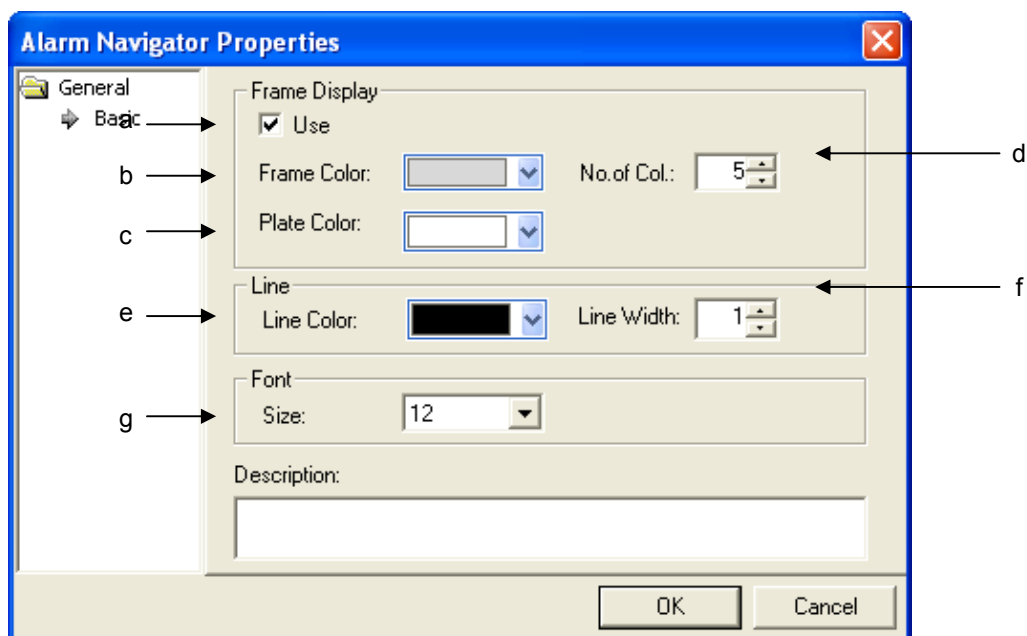 Alarm Navigator Properties
General
Basic
Frame Display
a
Use
b
Frame Color:
No.of Col.:
5
d
c
Plate Color:
Line
f
e
Line Color:
Line Width:
1
Font
g
Size:
12
Description:
OK
Cancel